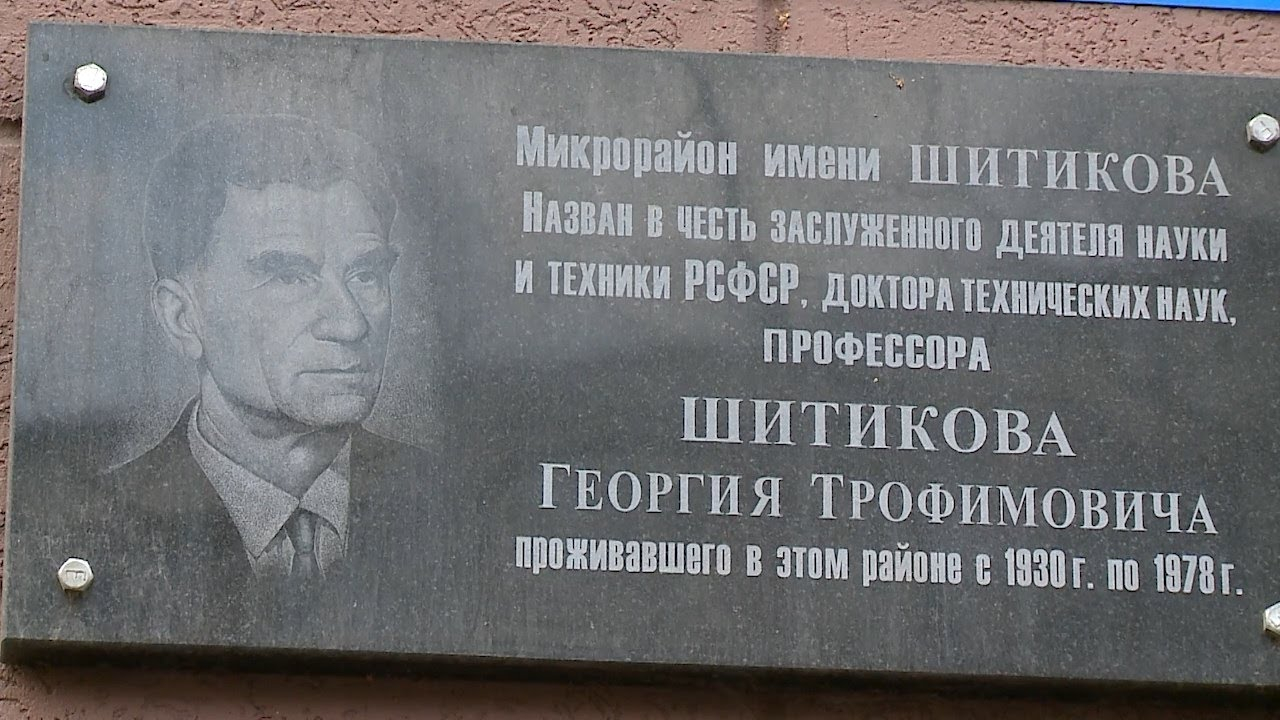 Микрорайон имени ШИТИКОВА
НАЗВАН В ЧЕСТЬ ЗАСЛУЖЕННОГО ДЕЯТЕЛЯ НАУКИ
И ТЕХНИКИ РСФСР, ДОКТОРА ТЕХНИЧЕСКИХ НАУК,
ПРОФЕССОРА
ШИТИКОВА
ГЕОРГИЯ ТРОФИМОВИЧА
проживавшего в этом районе с 1930 г. по 1978 г.